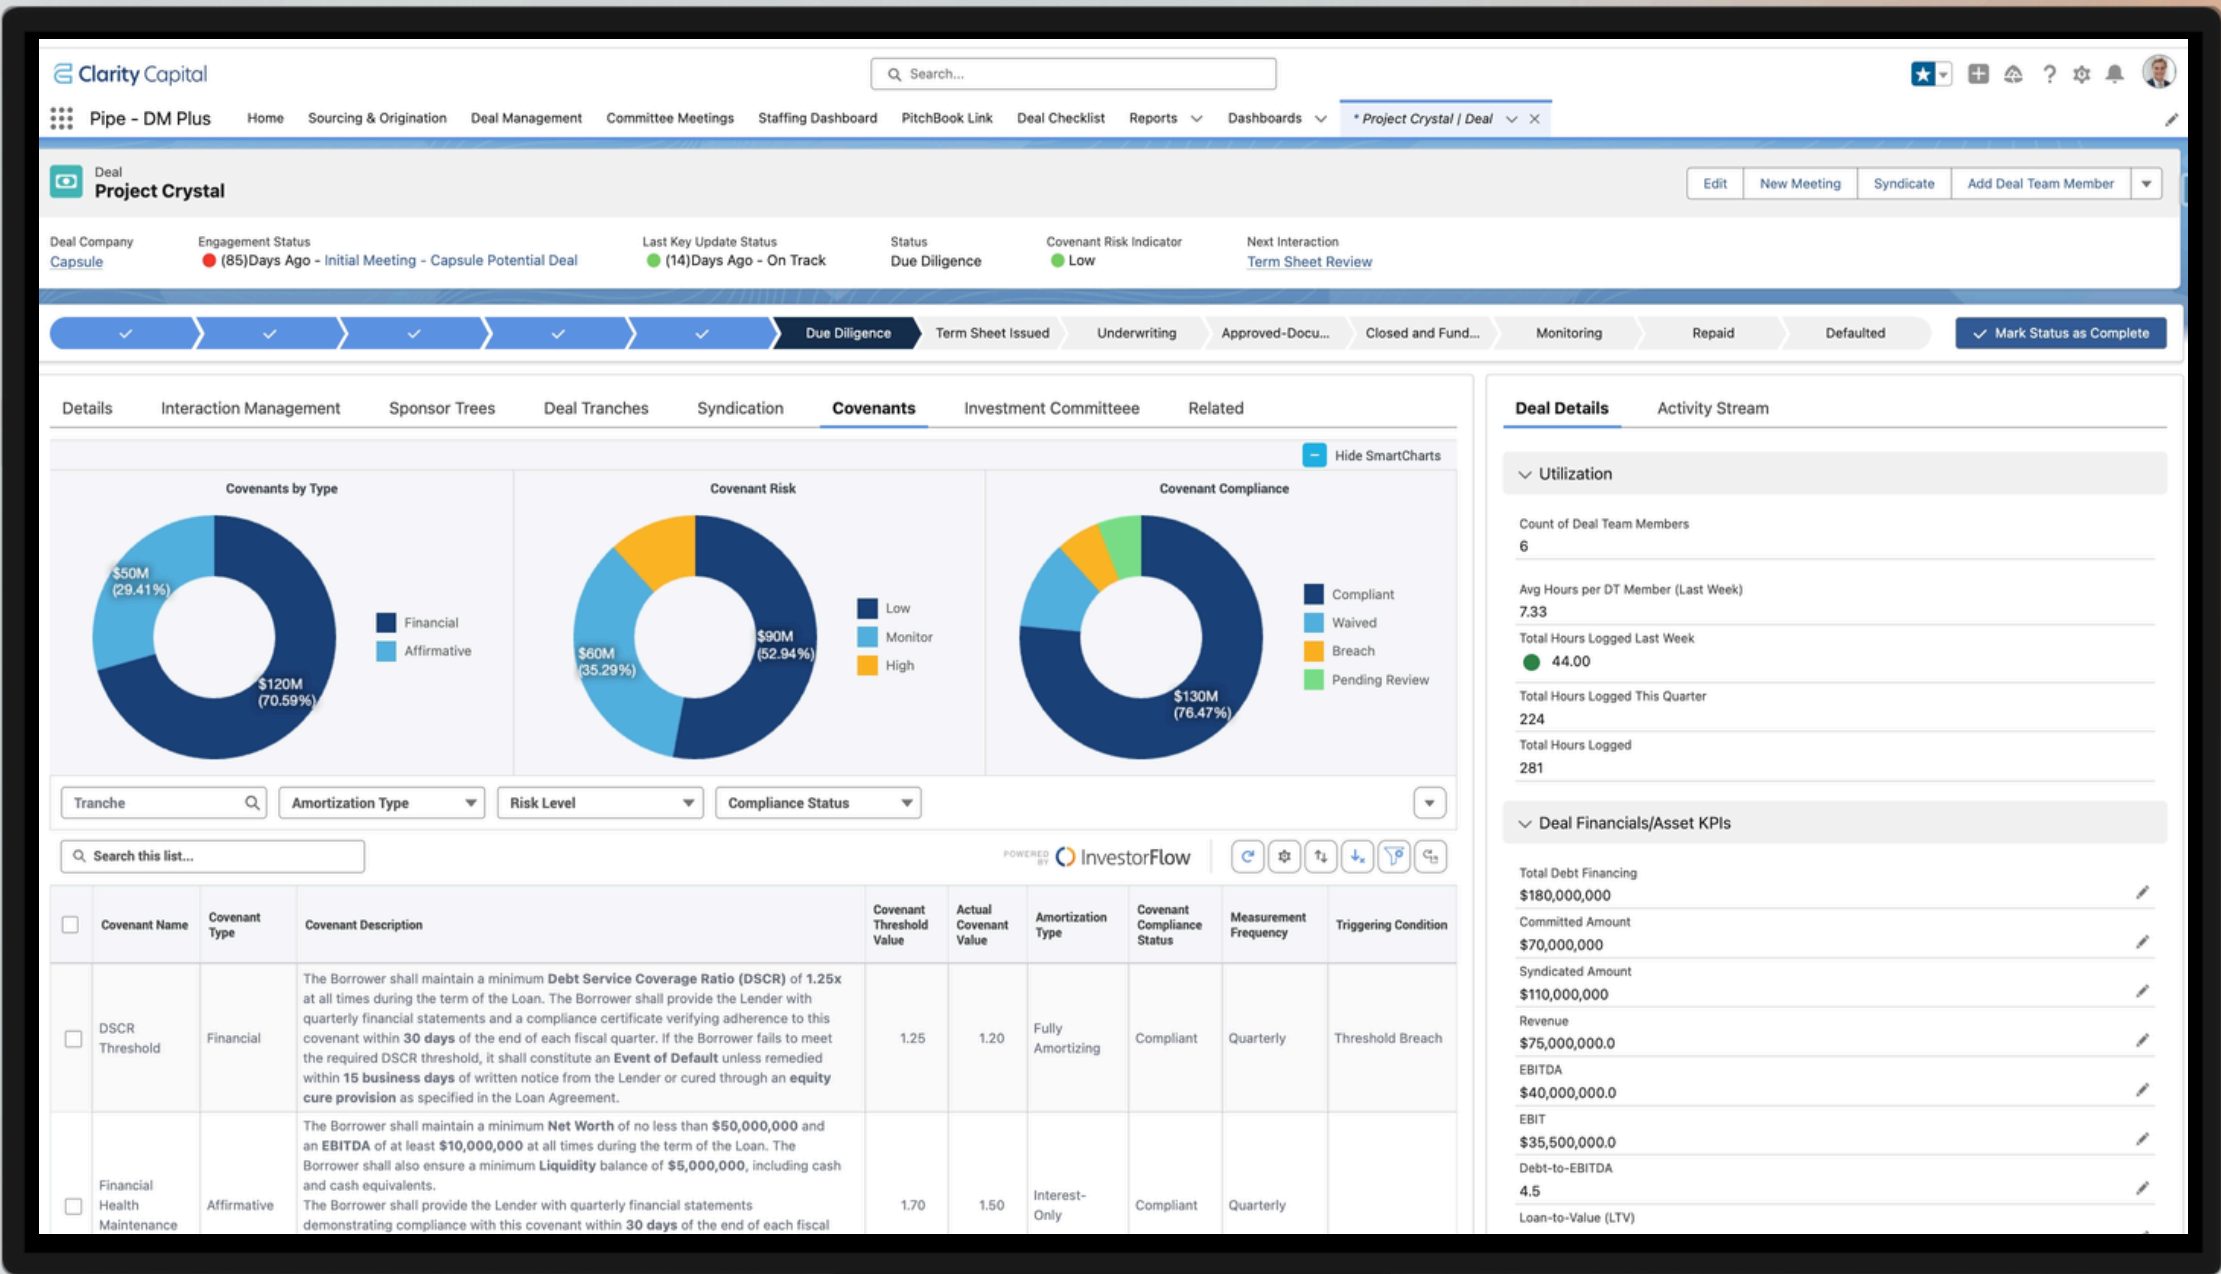 Clarity Capital
Search...
Pipe - DM Plus
Home
Sourcing & Origination
Deal Management
Committee Meetings
Staffing Dashboard
PitchBook Link
Deal Checklist
Reports
Dashboards
* Project Crystal | Deal
Deal
Project Crystal
Edit
New Meeting
Syndicate
Add Deal Team Member
Deal Company
Capsule
Engagement Status
(85)Days Ago - Initial Meeting - Capsule Potential Deal
Last Key Update Status
(14)Days Ago - On Track
Status
Due Diligence
Covenant Risk Indicator
Low
Next Interaction
Term Sheet Review
Due Diligence
Term Sheet Issued
Underwriting
Approved-Docu...
Closed and Fund...
Monitoring
Repaid
Defaulted
Mark Status as Complete
Details
Interaction Management
Sponsor Trees
Deal Tranches
Syndication
Covenants
Investment Committeee
Related
Hide SmartCharts
Covenants by Type
$50M
(29.41%)
$120M
(70.59%)
Financial
Affirmative
Covenant Risk
$60M
(35.29%)
$90M
(52.94%)
Low
Monitor
High
Covenant Compliance
$130M
(76.47%)
Compliant
Waived
Breach
Pending Review
Tranche
Amortization Type
Risk Level
Compliance Status
Search this list...
POWERED
BY
InvestorFlow
Covenant Name
Covenant
Type
Covenant Description
Covenant
Threshold
Value
Actual
Covenant
Value
Amortization
Type
Covenant
Compliance
Status
Measurement
Frequency
Triggering Condition
DSCR
Threshold
Financial
The Borrower shall maintain a minimum Debt Service Coverage Ratio (DSCR) of 1.25x
at all times during the term of the Loan. The Borrower shall provide the Lender with
quarterly financial statements and a compliance certificate verifying adherence to this
covenant within 30 days of the end of each fiscal quarter. If the Borrower fails to meet
the required DSCR threshold, it shall constitute an Event of Default unless remedied
within 15 business days of written notice from the Lender or cured through an equity
cure provision as specified in the Loan Agreement.
1.25
1.20
Fully
Amortizing
Compliant
Quarterly
Threshold Breach
Financial
Health
Maintenance
Affirmative
The Borrower shall maintain a minimum Net Worth of no less than $50,000,000 and
an EBITDA of at least $10,000,000 at all times during the term of the Loan. The
Borrower shall also ensure a minimum Liquidity balance of $5,000,000, including cash
and cash equivalents.
The Borrower shall provide the Lender with quarterly financial statements
demonstrating compliance with this covenant within 30 days of the end of each fiscal
1.70
1.50
Interest-
Only
Compliant
Quarterly
Deal Details
Activity Stream
Utilization
Count of Deal Team Members
6
Avg Hours per DT Member (Last Week)
7.33
Total Hours Logged Last Week
44.00
Total Hours Logged This Quarter
224
Total Hours Logged
281
Deal Financials/Asset KPIs
Total Debt Financing
$180,000,000
Committed Amount
$70,000,000
Syndicated Amount
$110,000,000
Revenue
$75,000,000.0
EBITDA
$40,000,000.0
EBIT
$35,500,000.0
Debt-to-EBITDA
4.5
Loan-to-Value (LTV)